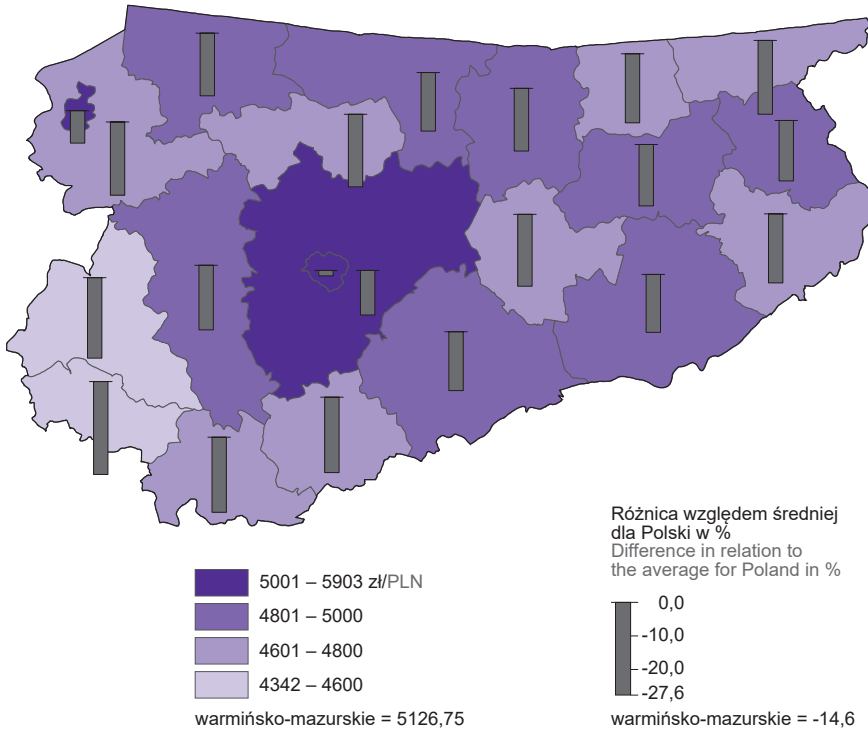 Różnica względem średniej
dla Polski w %
Difference in relation to
the average for Poland in %
5001 – 5903 zł/PLN
4801 – 5000
4601 – 4800
4342 – 4600
warmińsko-mazurskie = 5126,75
0,0
-10,0
-20,0
-27,6
warmińsko-mazurskie = -14,6